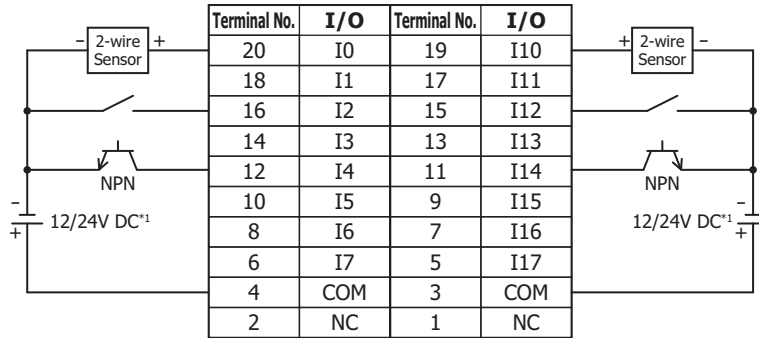 Terminal No. I/O Terminal No. I/O
– 2-wire Sensor + 20 I0 19 I10 + 2-wire Sensor –
18 I1 17 I11
16 I2 15 I12
14 I3 13 I13
NPN 12 I4 11 I14 NPN
– 10 I5 9 I15 –
+ 12/24V DC*1 8 I6 7 I16 12/24V DC*1 +
6 I7 5 I17
4 COM 3 COM
2 NC 1 NC